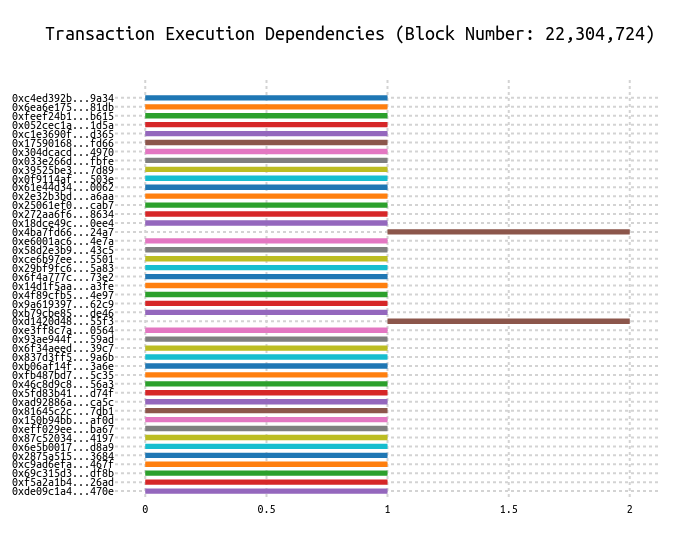 Transaction Execution Dependencies (Block Number: 22,304,724)
0xc4ed392b...9a34
0x6ea6e175...81db
0xfeef24b1...b615
0x052cec1a...1d5a
0xc1e3690f...d365
0x17590168...fd66
0x304dcacd...4970
0x033e266d...fbfe
0x39525be3...7d89
0x0f9114af...503e
0x61e44d34...0062
0x2e32b3bd...a6aa
0x25061ef0...cab7
0x272aa6f6...8634
0x18dce49c...0ee4
0x4ba7fd66...24a7
0xe6001ac6...4e7a
0x58d2e3b9...43c5
0xce6b97ee...5501
0x29bf9fc6...5a83
0x6f4a777c...73e2
0x14d1f5aa...a3fe
0x4f89cfb5...4e97
0x9a619397...62c9
0xb79cbe85...de46
0xd1420d48...55f3
0xe3ff8c7a...0564
0x93ae944f...59ad
0x6f34aeed...39c7
0x837d3ff5...9a6b
0xb06af14f...3a6e
0xfb487bd7...5c35
0x46c8d9c8...56a3
0x5fd83b41...d74f
0xad92886a...ca5c
0x81645c2c...7db1
0x150b94bb...af0d
0xeff029ee...ba67
0x87c52034...4197
0x6e5b0017...d8a9
0x2875a515...3684
0xc9ad6efa...467f
0x69c315d3...df8b
0xf5a2a1b4...26ad
0xde09c1a4...470e
0 0.5 1 1.5 2